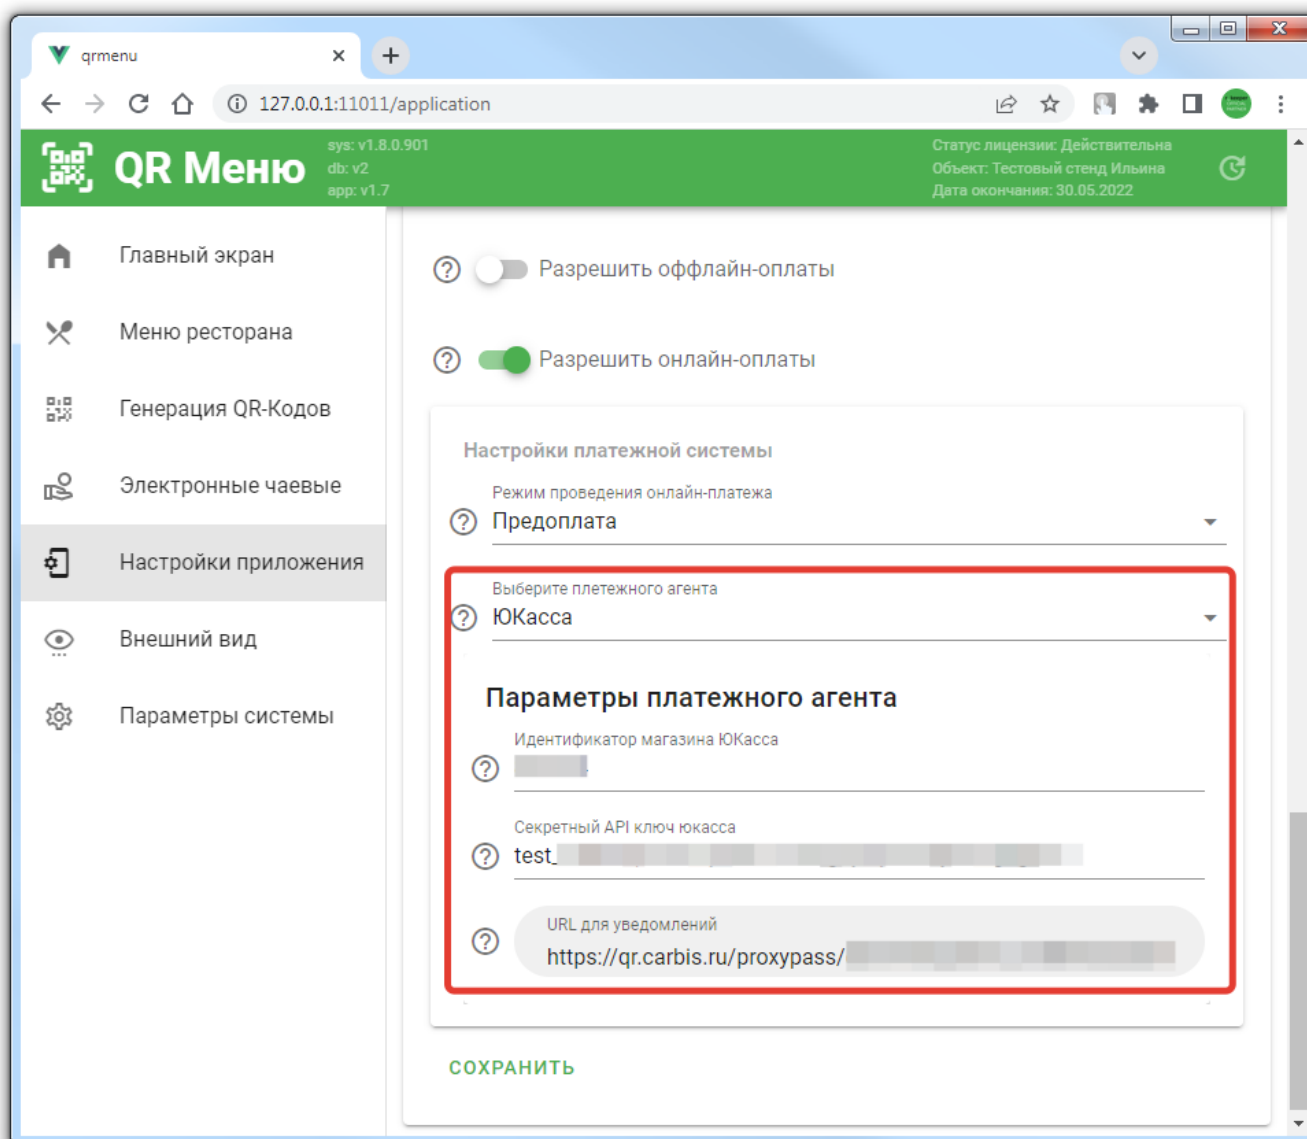 qrmenu
127.0.0.1:11011/application
QR Меню
sys: v1.8.0.901
db: v2
app: v1.7
Статус лицензии: Действительна
Объект: Тестовый стенд Ильина
Дата окончания: 30.05.2022
Главный экран
Меню ресторана
Генерация QR-Кодов
Электронные чаевые
Настройки приложения
Внешний вид
Параметры системы
Разрешить оффлайн-оплаты
Разрешить онлайн-оплаты
Настройки платежной системы
Режим проведения онлайн-платежа
Предоплата
Выберите плетежного агента
ЮКасса
Параметры платежного агента
Идентификатор магазина ЮКасса
Секретный API ключ юкасса
test_
URL для уведомлений
https://qr.carbis.ru/proxypass/
СОХРАНИТЬ